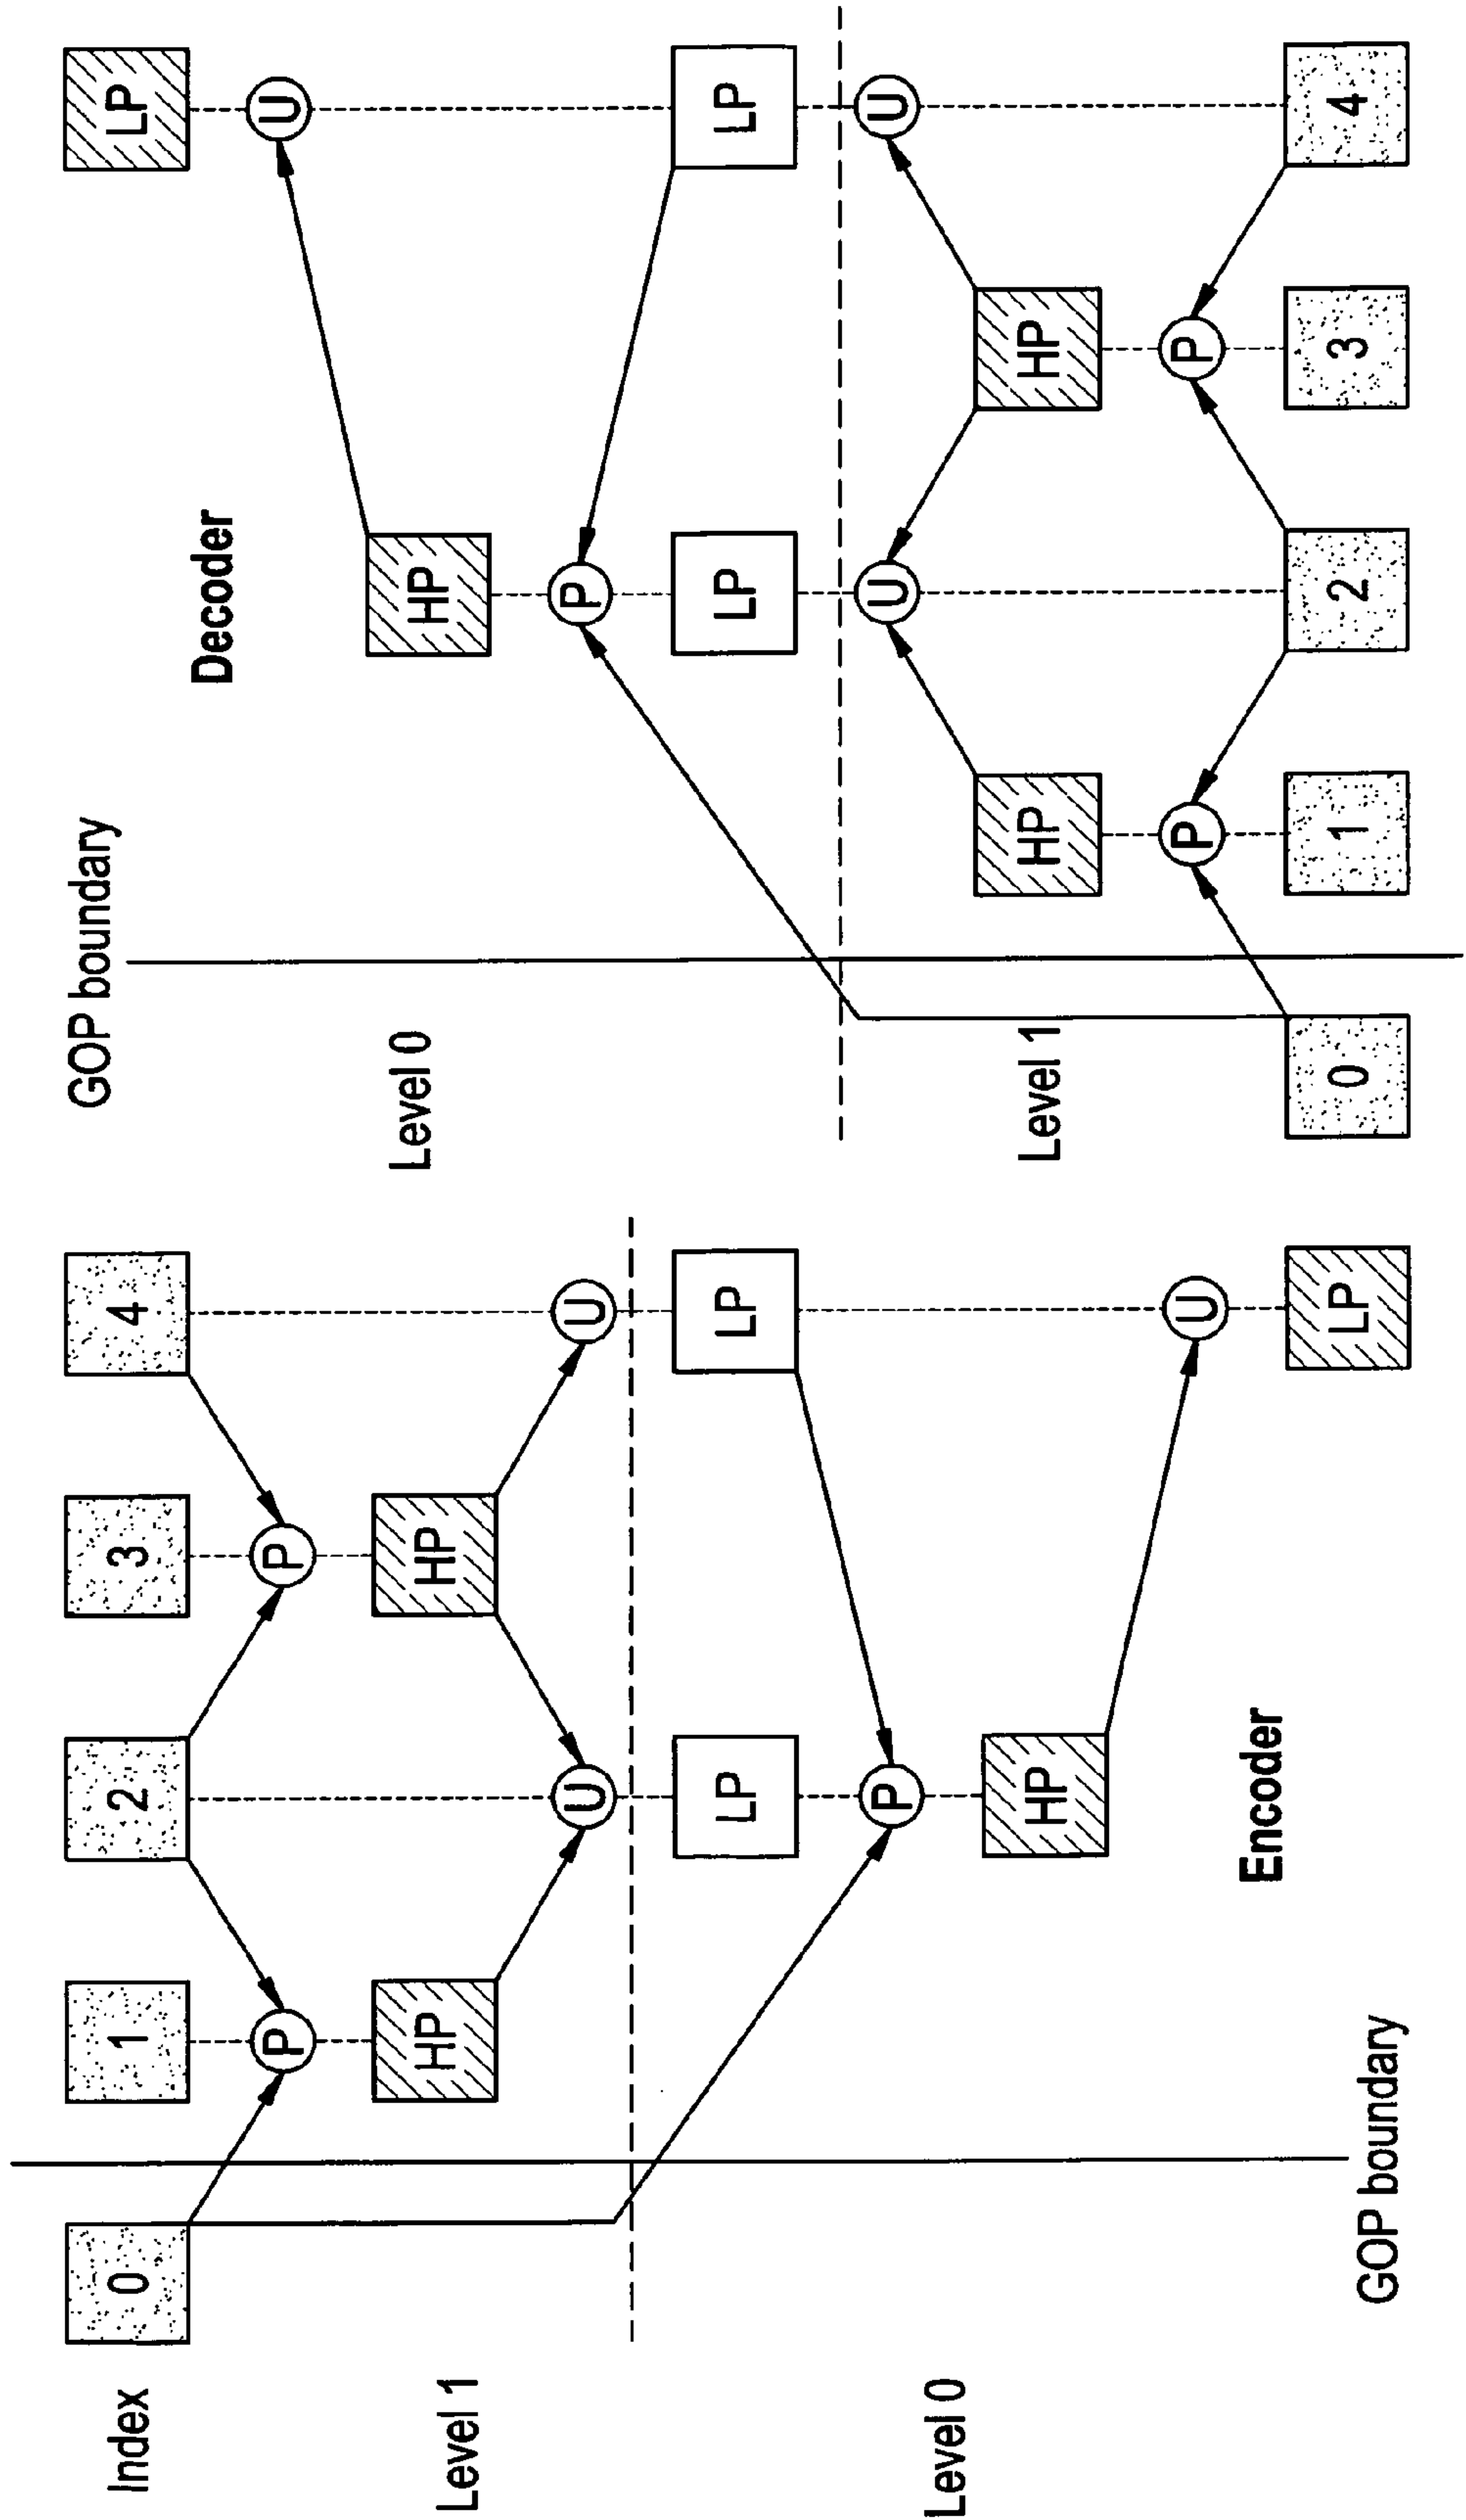 Index 0 1 2 3 4
P P
Level 1 HP HP
U U
LP LP
P
Level 0
HP
U
Encoder
LP
GOP boundary
GOP boundary
LP
Decoder
U
Level 0 HP
P
LP LP
U U
Level 1 HP HP
P P
0 1 2 3 4